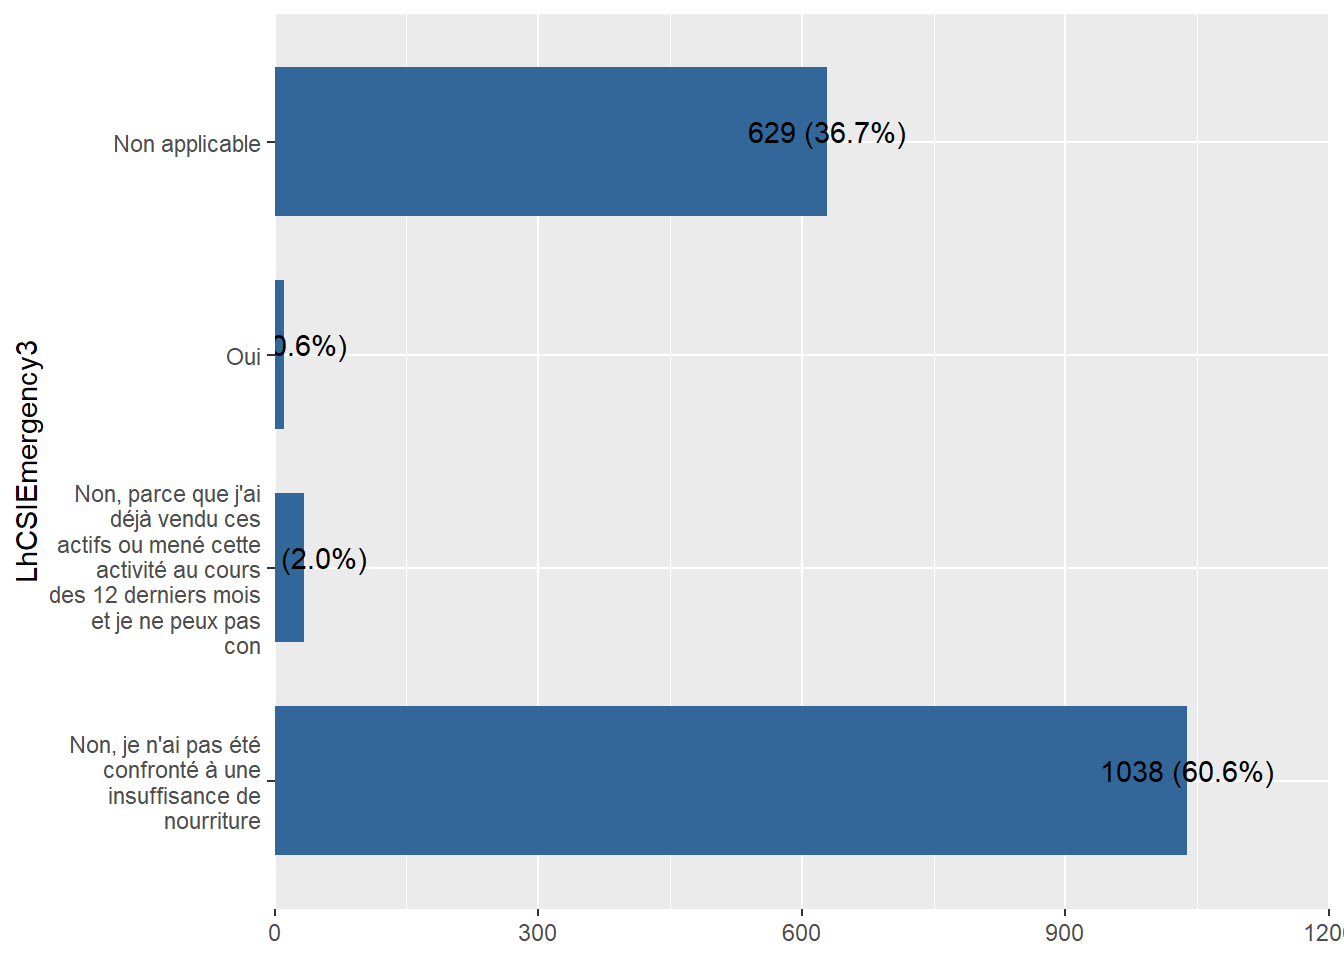 629 (36.7%)
Non applicable
0.6%)
Oui
Non, parce que j'ai
déjà vendu ces
actifs ou mené cette
activité au cours
des 12 derniers mois
et je ne peux pas
con
(2.0%)
Non, je n'ai pas été
confronté à une
insuffisance de
nourriture
1038 (60.6%)
LhCSIEmergency3
0 300 600 900